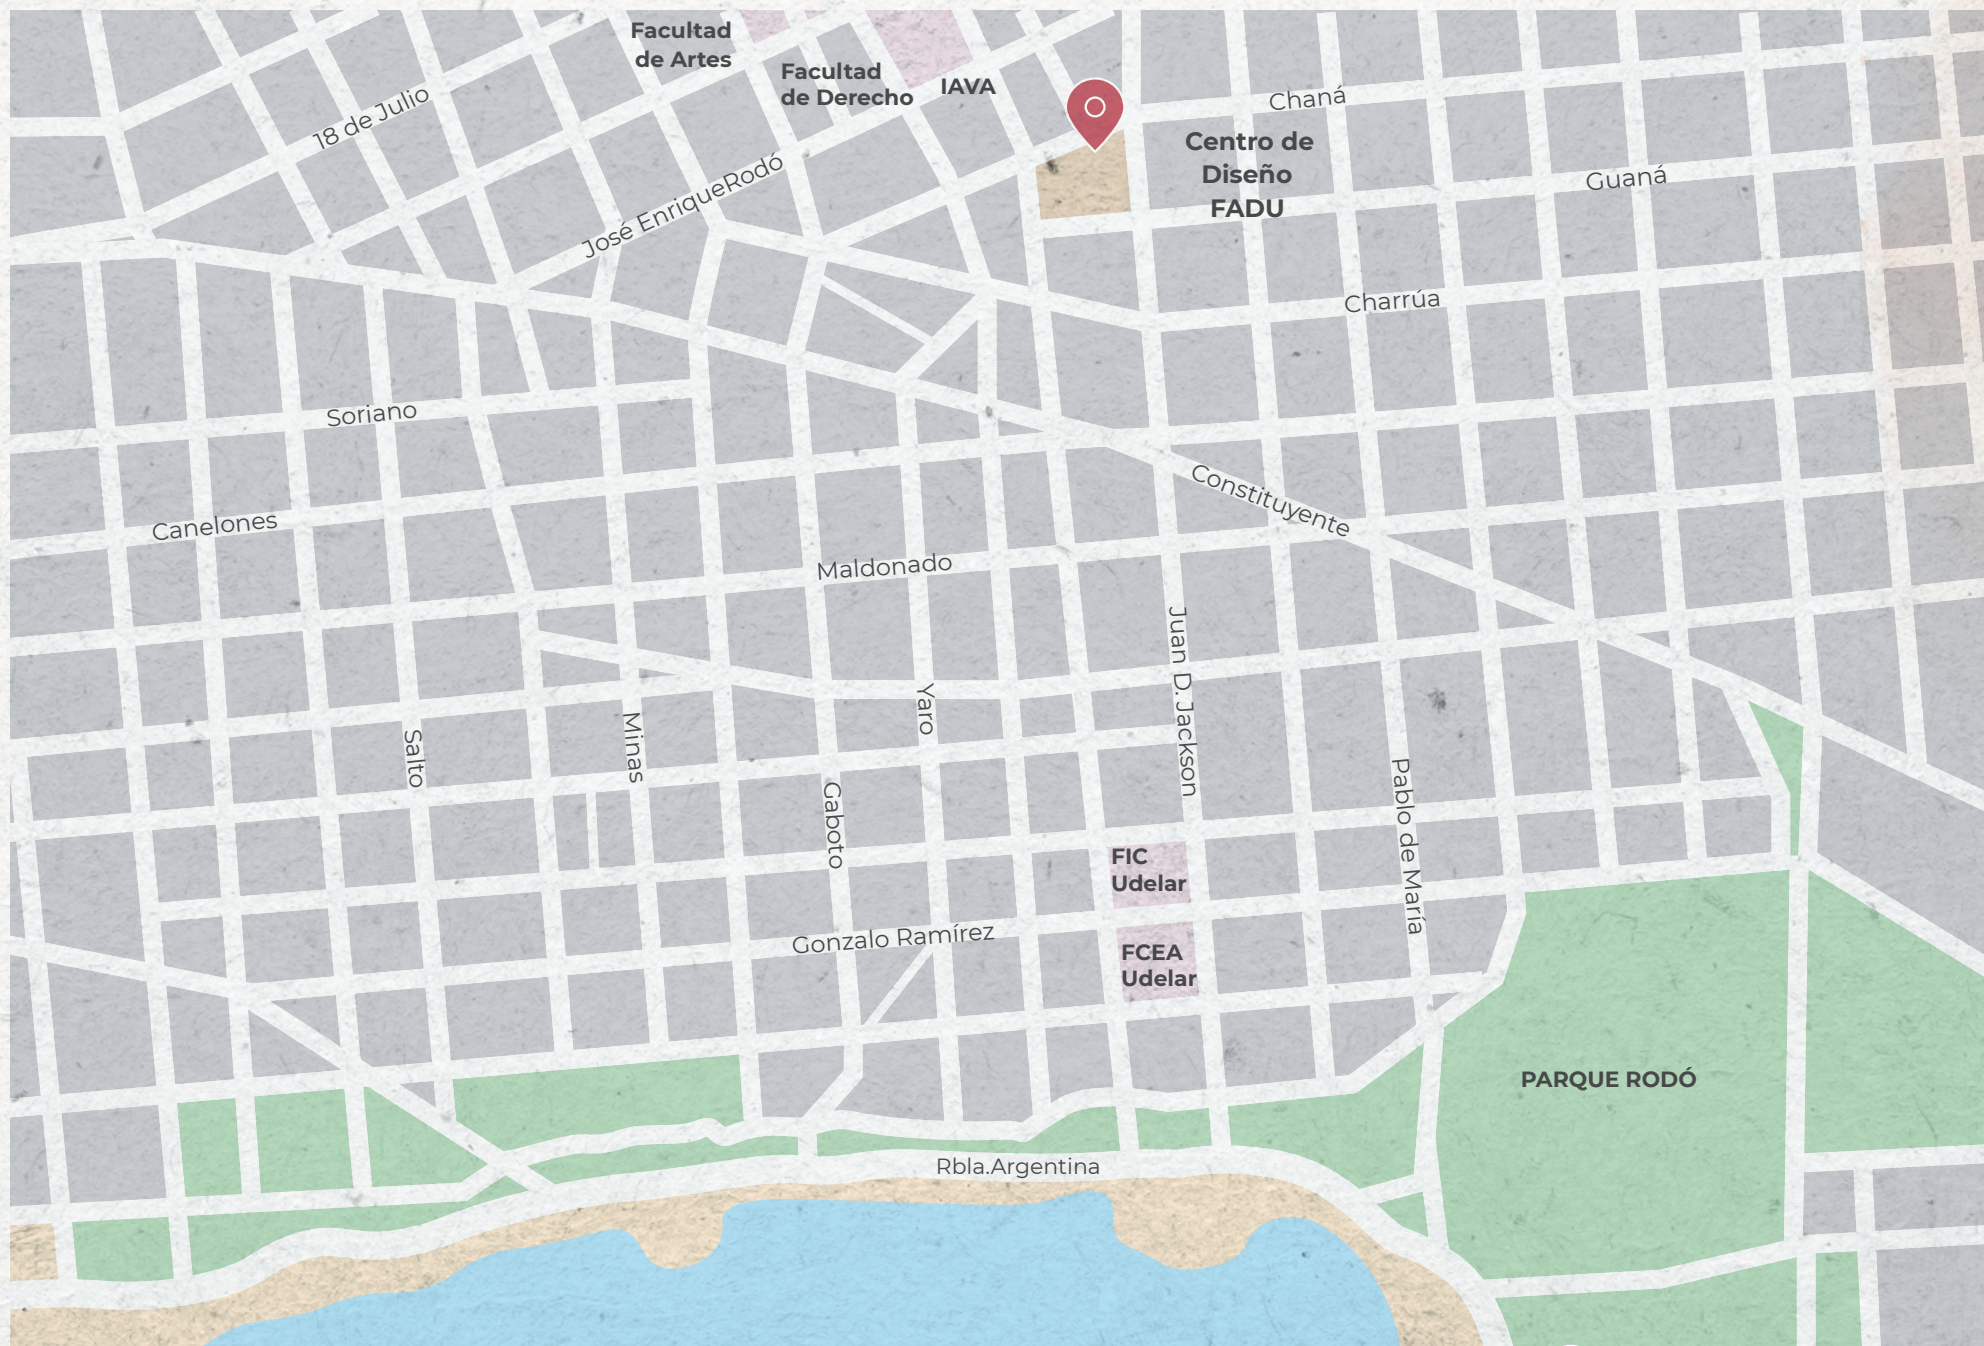 Facultad
de Artes
Facultad
de Derecho
IAVA
18 de Julio
José EnriqueRodó
Chaná
Centro de
Diseño
FADU
Guaná
Charrúa
Soriano
Canelones
Constituyente
Maldonado
Juan D. Jackson
Yaro
Minas
Salto
Gaboto
Pablo de María
FIC
Udelar
Gonzalo Ramírez
FCEA
Udelar
PARQUE RODÓ
Rbla.Argentina